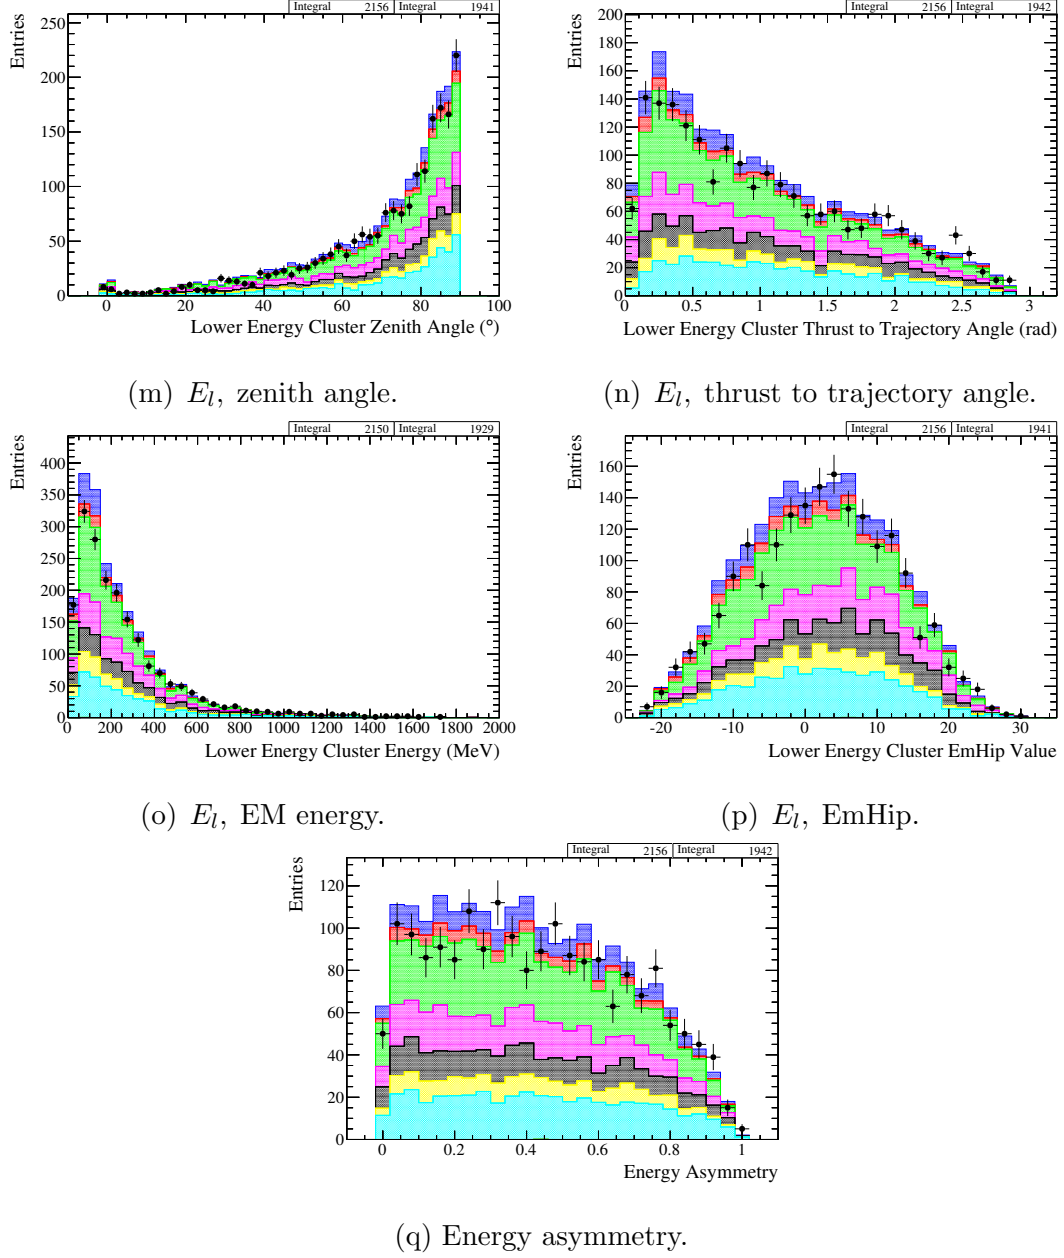 Integral 2156 Integral 1941
Entries
250
200
150
100
50
0
0 20 40 60 80 100
Lower Energy Cluster Zenith Angle (°)
(m) E_l, zenith angle.
Integral 2156 Integral 1942
Entries
200
180
160
140
120
100
80
60
40
20
0
0 0.5 1 1.5 2 2.5 3
Lower Energy Cluster Thrust to Trajectory Angle (rad)
(n) E_l, thrust to trajectory angle.
Integral 2150 Integral 1929
Entries
400
350
300
250
200
150
100
50
0
0 200 400 600 800 1000 1200 1400 1600 1800 2000
Lower Energy Cluster Energy (MeV)
(o) E_l, EM energy.
Integral 2156 Integral 1941
Entries
160
140
120
100
80
60
40
20
0
-20 -10 0 10 20 30
Lower Energy Cluster EmHip Value
(p) E_l, EmHip.
Integral 2156 Integral 1942
Entries
120
100
80
60
40
20
0
0 0.2 0.4 0.6 0.8 1
Energy Asymmetry
(q) Energy asymmetry.